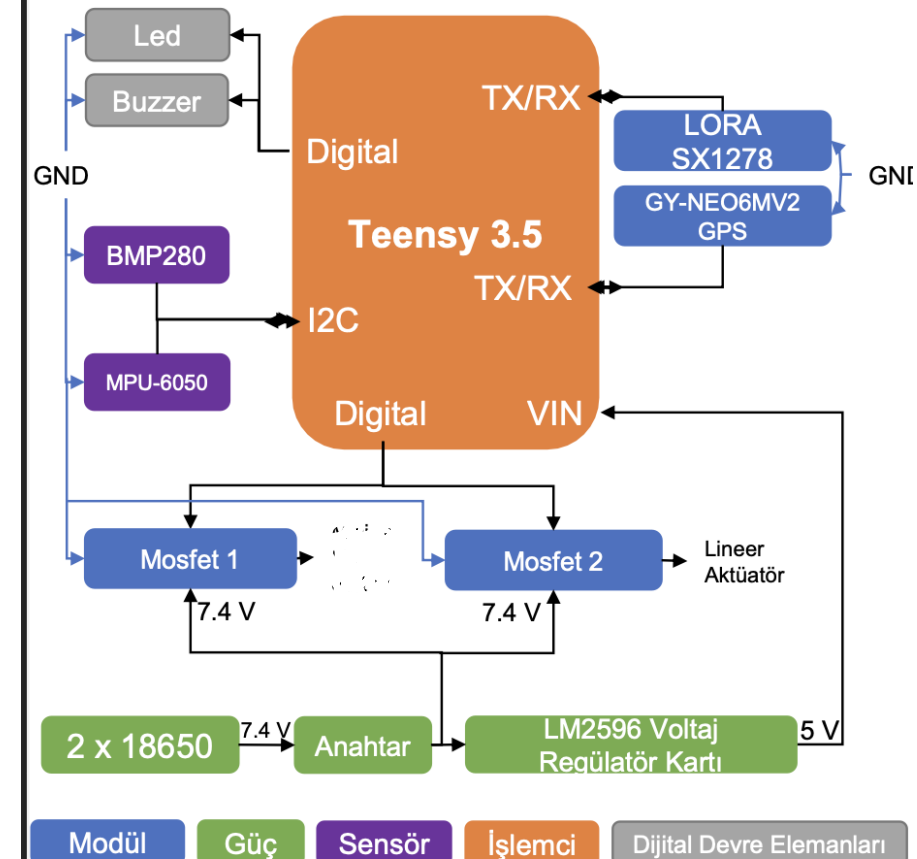 Led
Buzzer
GND
Digital
TX/RX
LORA
SX1278
GY-NEO6MV2
GPS
GND
Teensy 3.5
BMP280
TX/RX
I2C
MPU-6050
Digital
VIN
Mosfet 1
Mosfet 2
Lineer
Aktüatör
7.4 V
7.4 V
2 x 18650
7.4 V
Anahtar
LM2596 Voltaj
Regülatör Kartı
5 V
Modül
Güç
Sensör
İşlemci
Dijital Devre Elemanları